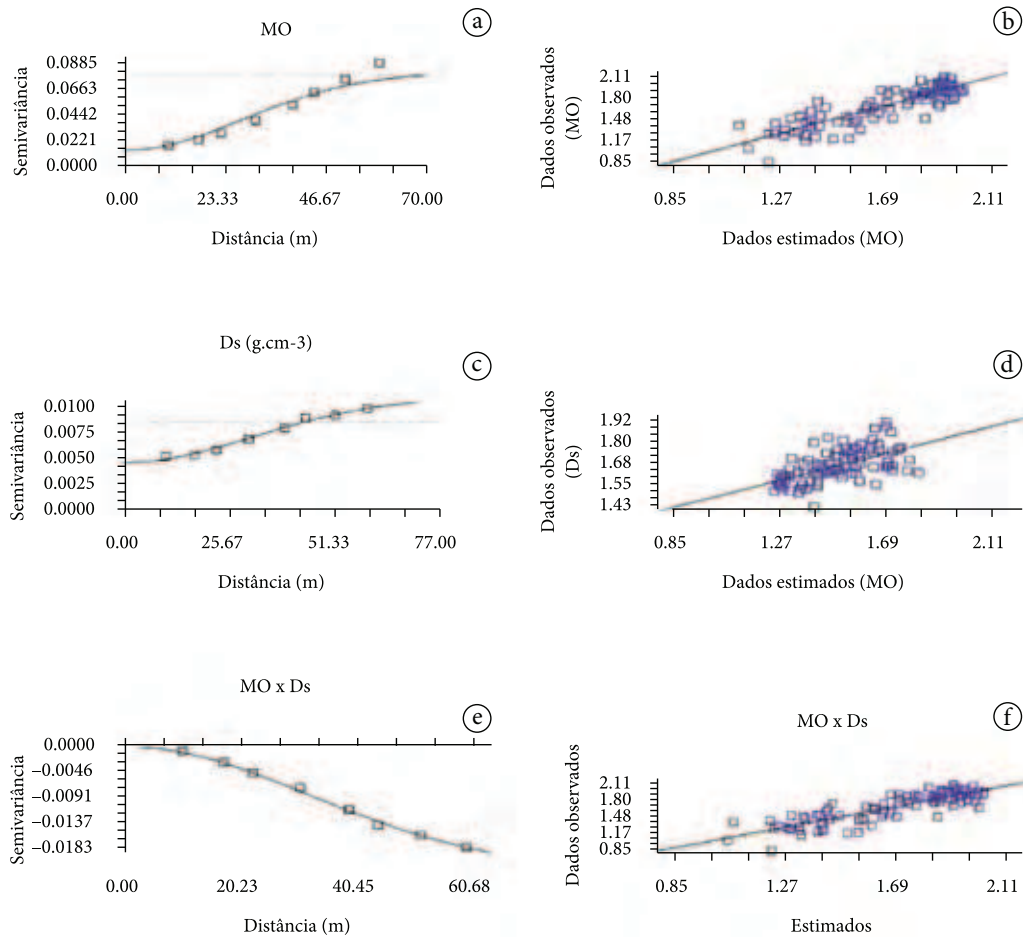 MO
a
Semivariância
0.0885
0.0663
0.0442
0.0221
0.0000
0.00 23.33 46.67 70.00
Distância (m)
b
Dados observados
(MO)
2.11
1.80
1.48
1.17
0.85
0.85 1.27 1.69 2.11
Dados estimados (MO)
Ds (g.cm-3)
c
Semivariância
0.0100
0.0075
0.0050
0.0025
0.0000
0.00 25.67 51.33 77.00
Distância (m)
d
Dados observados
(Ds)
1.92
1.80
1.68
1.55
1.43
0.85 1.27 1.69 2.11
Dados estimados (MO)
MO x Ds
e
Semivariância
0.0000
–0.0046
–0.0091
–0.0137
–0.0183
0.00 20.23 40.45 60.68
Distância (m)
MO x Ds
f
Dados observados
2.11
1.80
1.48
1.17
0.85
0.85 1.27 1.69 2.11
Estimados